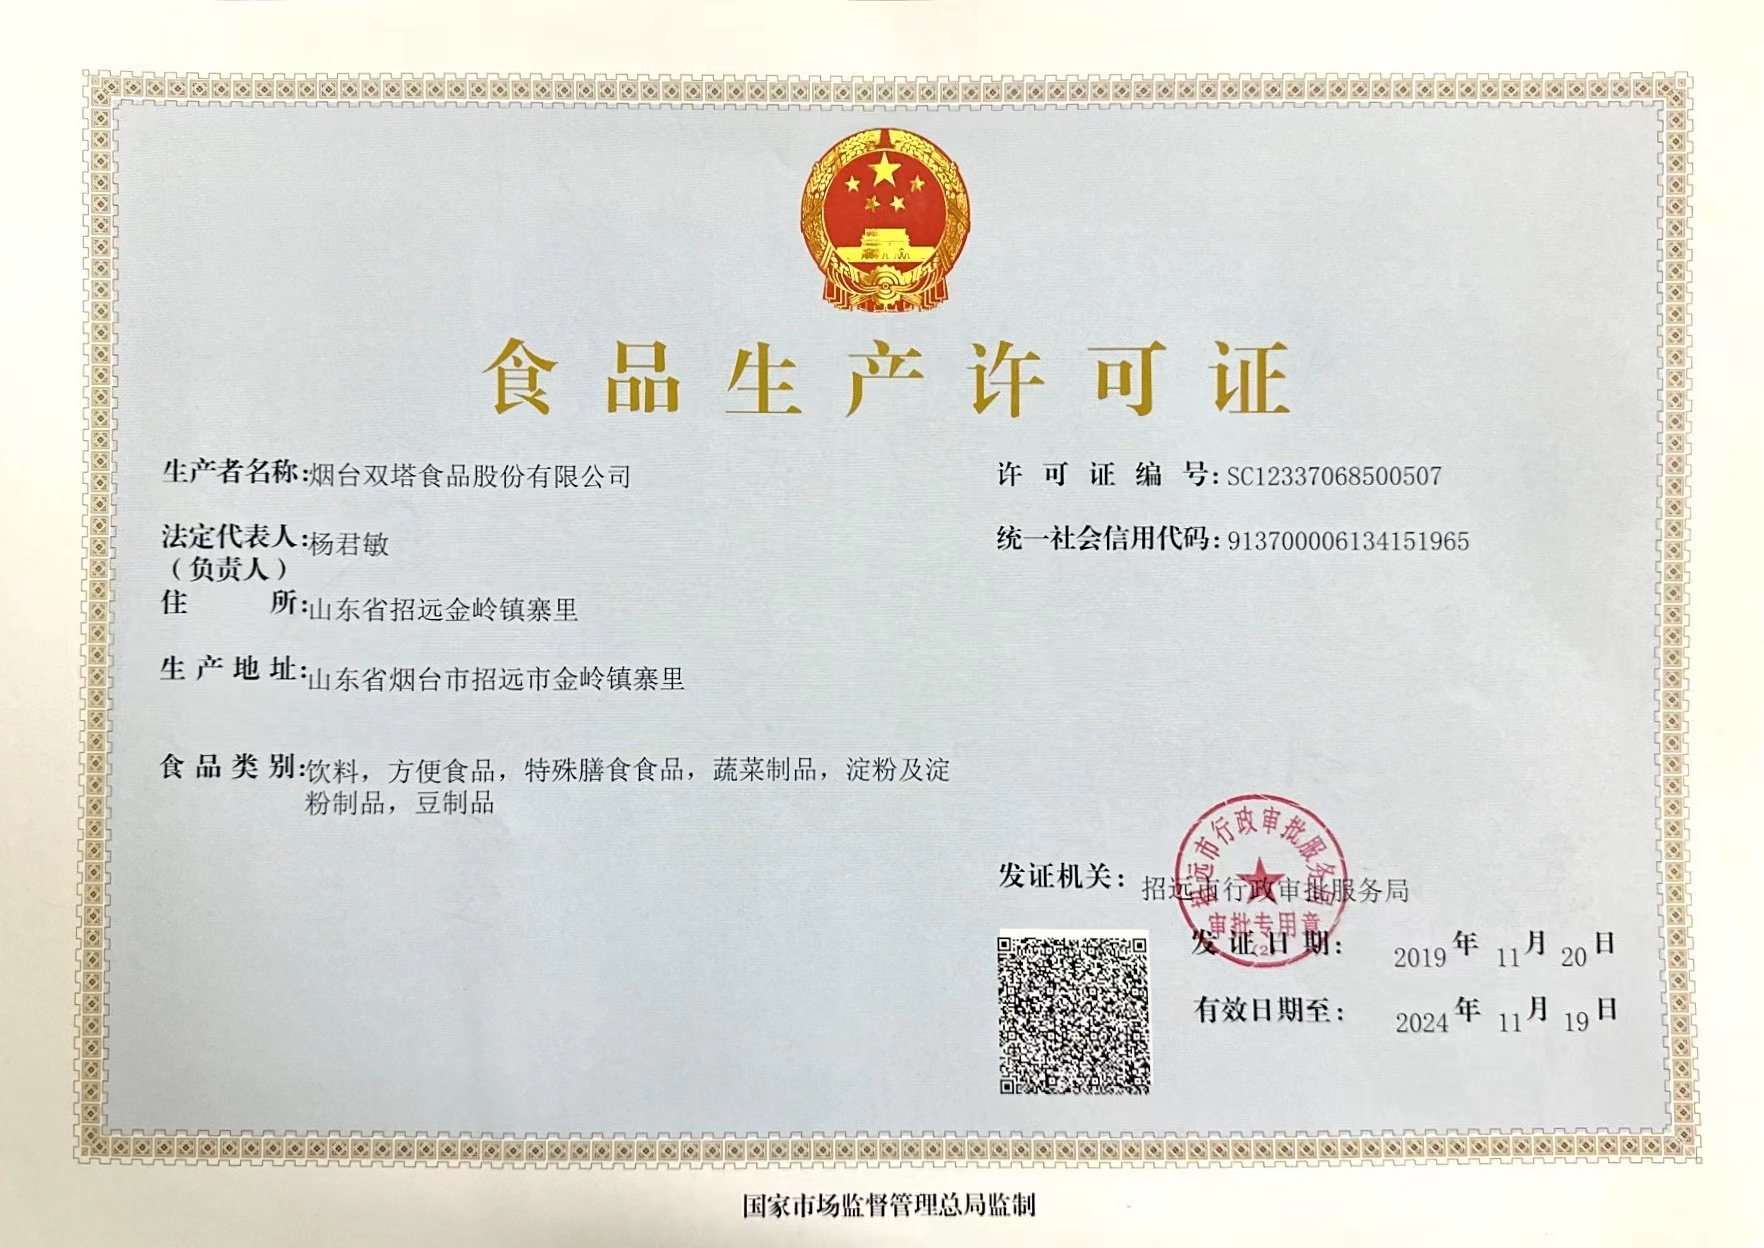 食品生产许可证
生产者名称:烟台双塔食品股份有限公司
许可证编号:SC12337068500507
法定代表人:杨君敏
(负责人)
统一社会信用代码:913700006134151965
住所:山东省招远金岭镇寨里
生产地址:山东省烟台市招远市金岭镇寨里
食品类别:饮料，方便食品，特殊膳食食品，蔬菜制品，淀粉及淀
粉制品，豆制品
发证机关：招远市行政审批服务局
招远市行政审批服务局
审批专用章
(2)
发证日期：2019年11月20日
有效日期至：2024年11月19日
国家市场监督管理总局监制